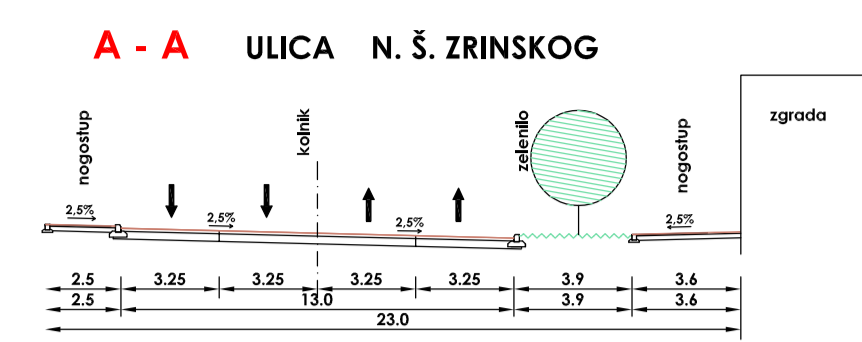 A - A ULICA N. Š. ZRINSKOG
nogostup
kolnik
zelenilo
nogostup
zgrada
2,5%
2,5%
2,5%
2,5%
2.5 3.25 3.25 3.25 3.25 3.9 3.6
2.5 13.0 3.9 3.6
23.0